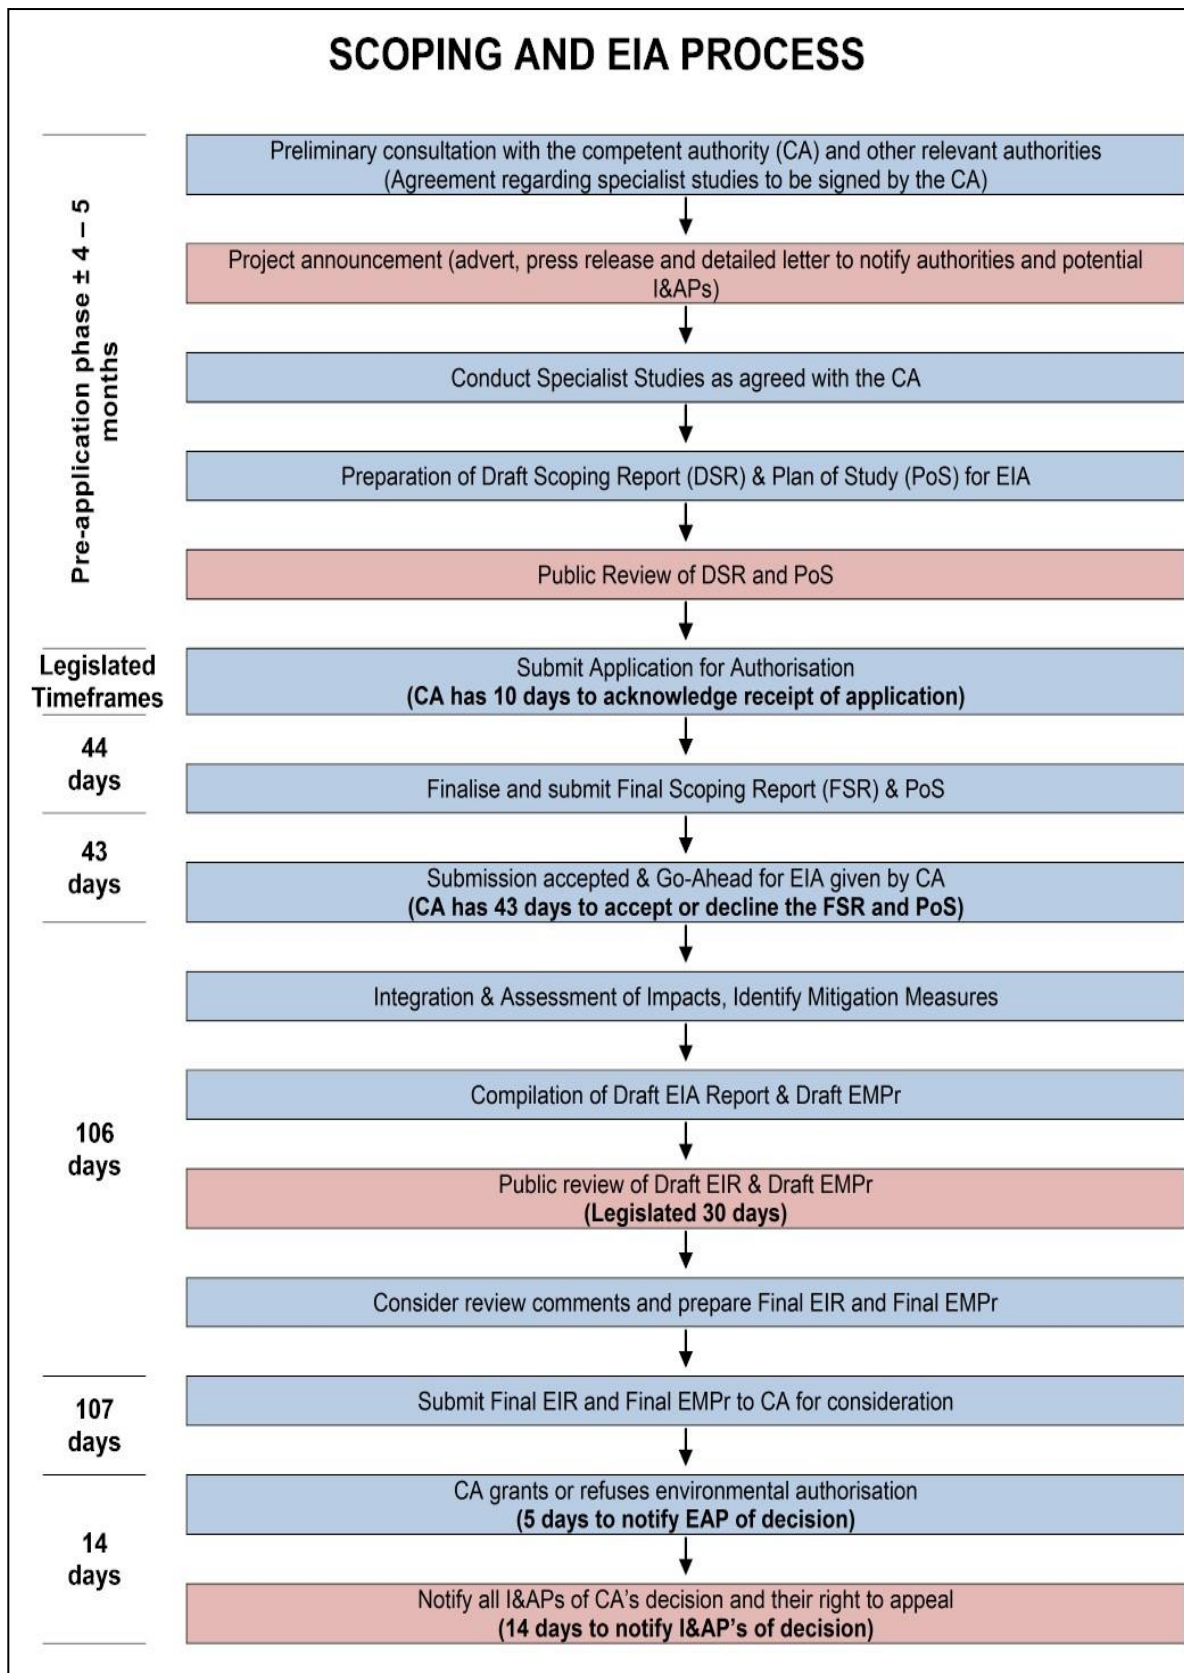 SCOPING AND EIA PROCESS
Pre-application phase ± 4 – 5
months
Preliminary consultation with the competent authority (CA) and other relevant authorities
(Agreement regarding specialist studies to be signed by the CA)
Project announcement (advert, press release and detailed letter to notify authorities and potential
I&APs)
Conduct Specialist Studies as agreed with the CA
Preparation of Draft Scoping Report (DSR) & Plan of Study (PoS) for EIA
Public Review of DSR and PoS
Legislated
Timeframes
Submit Application for Authorisation
(CA has 10 days to acknowledge receipt of application)
44
days
Finalise and submit Final Scoping Report (FSR) & PoS
43
days
Submission accepted & Go-Ahead for EIA given by CA
(CA has 43 days to accept or decline the FSR and PoS)
106
days
Integration & Assessment of Impacts, Identify Mitigation Measures
Compilation of Draft EIA Report & Draft EMPr
Public review of Draft EIR & Draft EMPr
(Legislated 30 days)
Consider review comments and prepare Final EIR and Final EMPr
107
days
Submit Final EIR and Final EMPr to CA for consideration
14
days
CA grants or refuses environmental authorisation
(5 days to notify EAP of decision)
Notify all I&APs of CA's decision and their right to appeal
(14 days to notify I&AP's of decision)